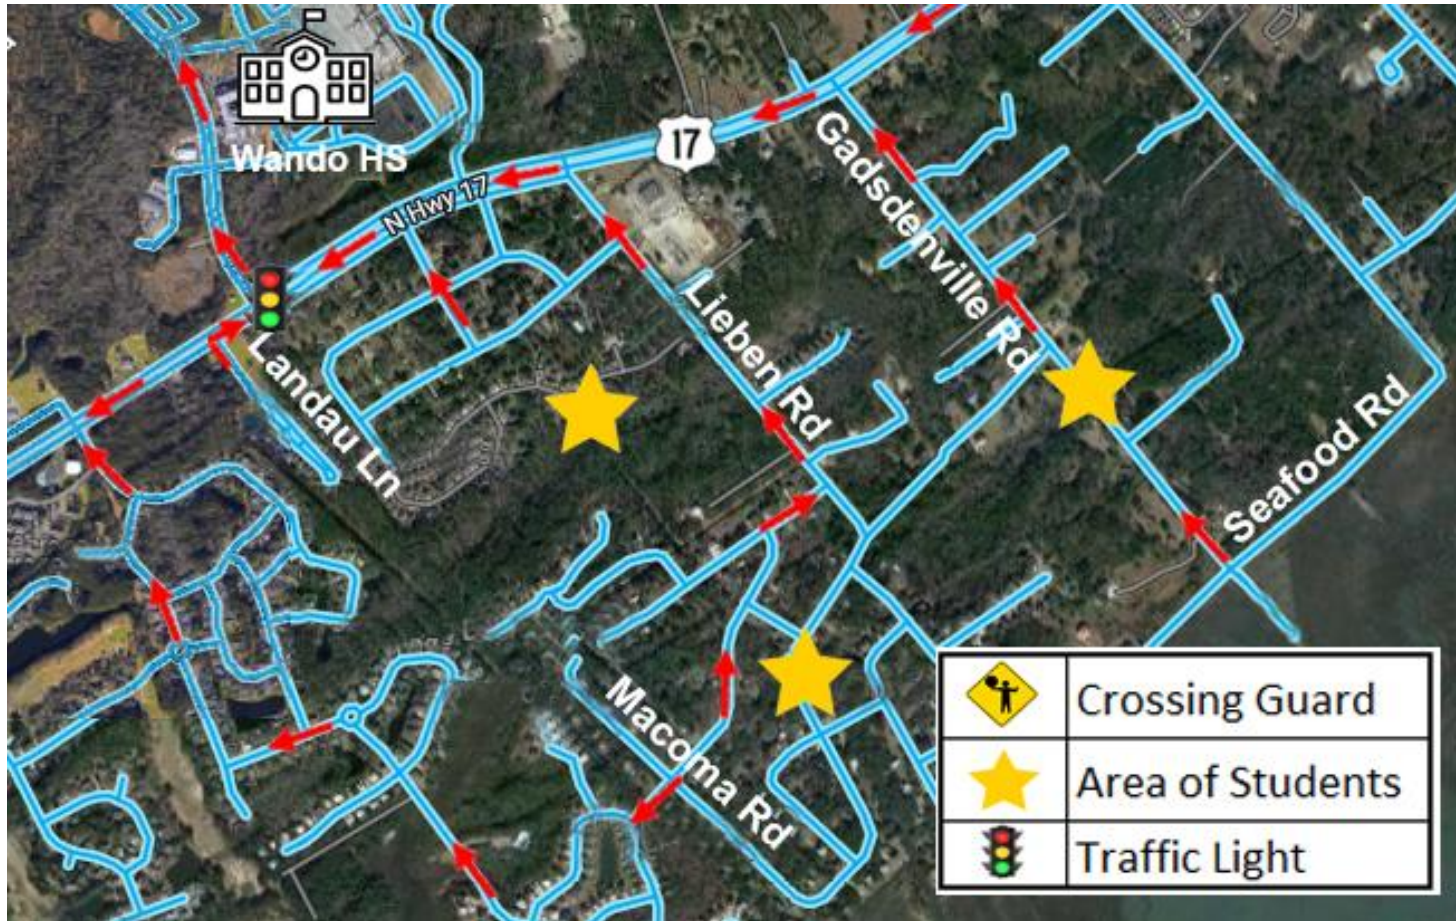 Wando HS
17
N Hwy 17
Gadsdenville Rd
Lieben Rd
Landau Ln
Seafood Rd
Macoma Rd
Crossing Guard
Area of Students
Traffic Light